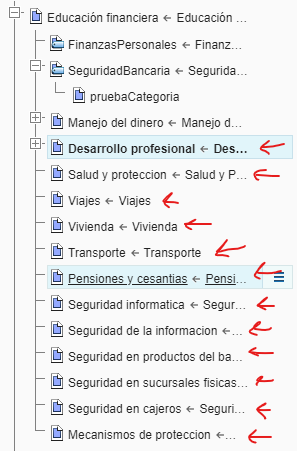 Educación financiera ← Educación ...
FinanzasPersonales ← Finanz...
SeguridadBancaria ← Segurida...
pruebaCategoria
Manejo del dinero ← Manejo d...
Desarrollo profesional ← Des...
Salud y proteccion ← Salud y P...
Viajes ← Viajes
Vivienda ← Vivienda
Transporte ← Transporte
Pensiones y cesantias ← Pensi...
Seguridad informatica ← Segur...
Seguridad de la informacion ←...
Seguridad en productos del ba...
Seguridad en sucursales fisicas...
Seguridad en cajeros ← Seguri...
Mecanismos de proteccion ←...